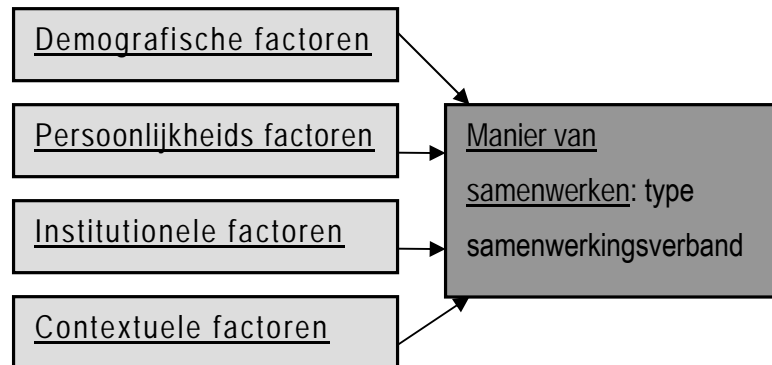 Demografische factoren
Persoonlijkheids factoren
Institutionele factoren
Contextuele factoren
Manier van
samenwerken: type
samenwerkingsverband